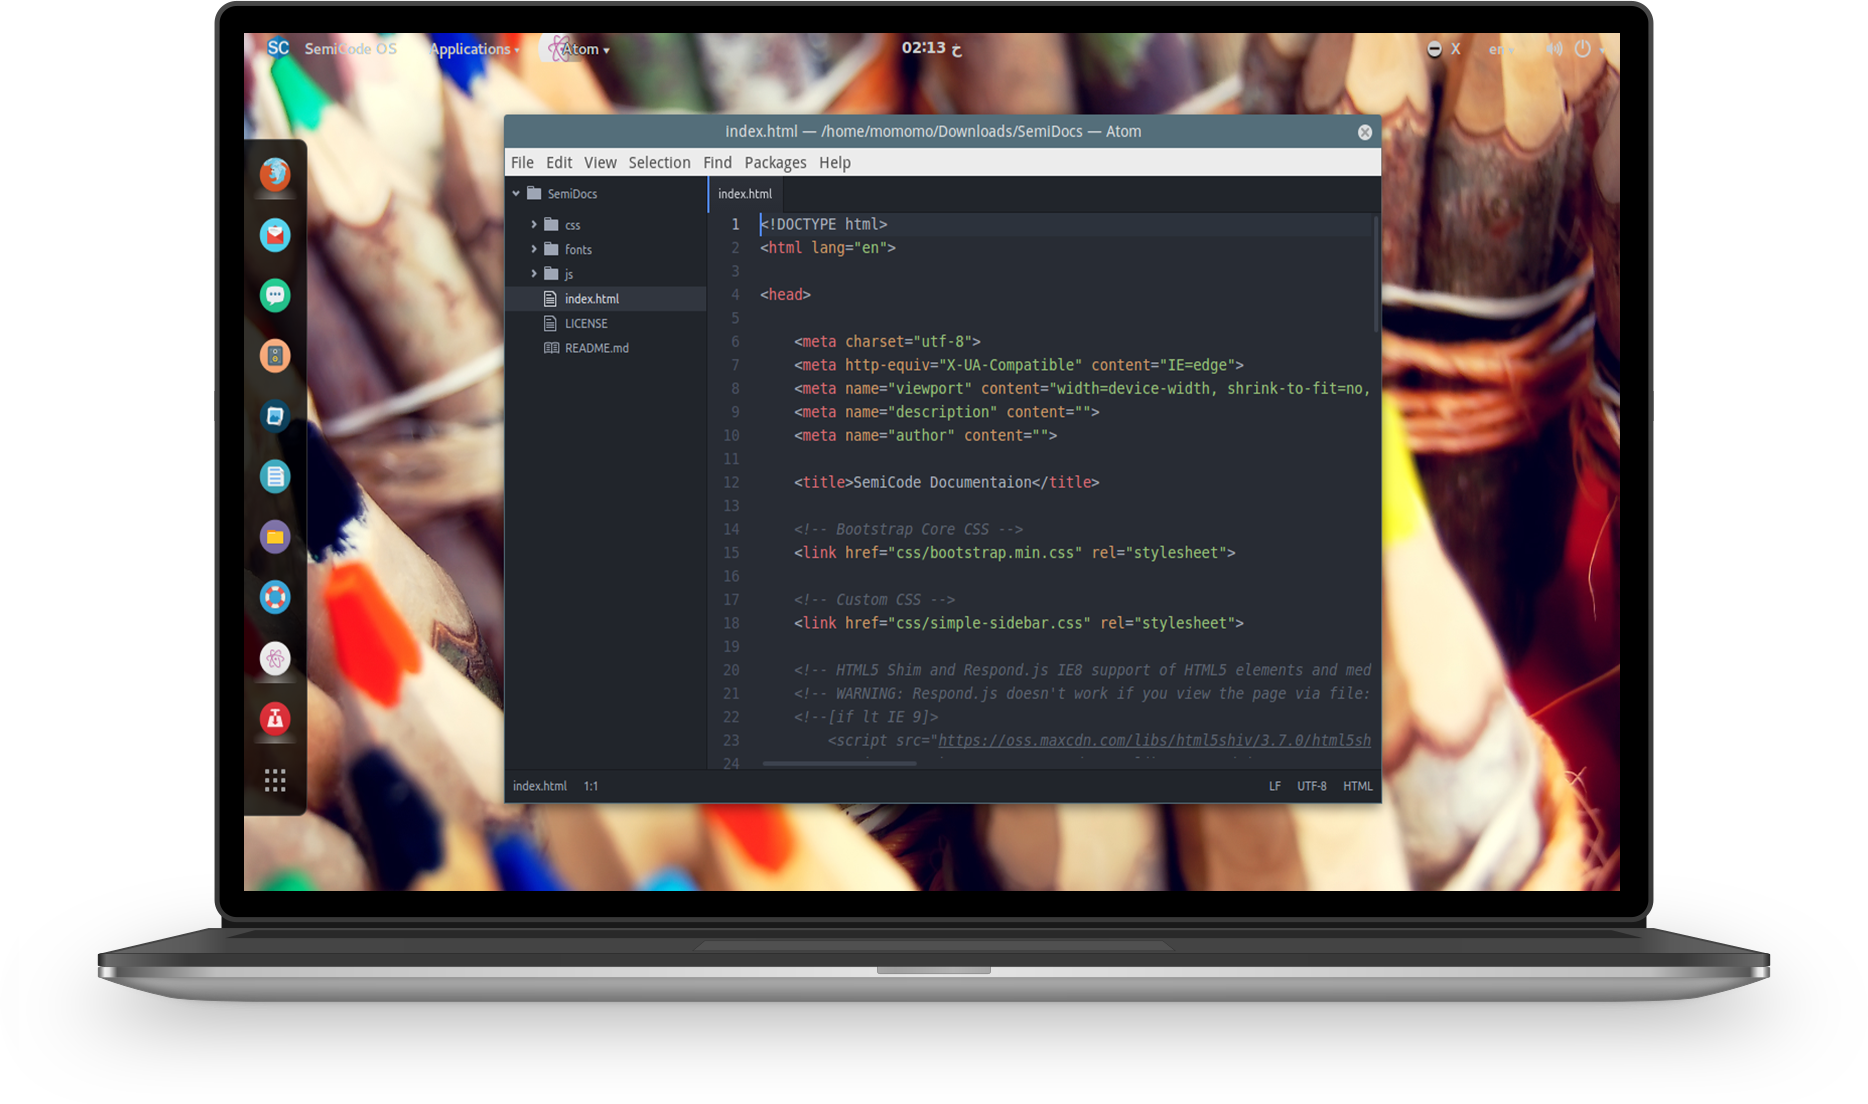 SC SemiCode OS Applications Atom 02:13 خ X en
index.html — /home/momomo/Downloads/SemiDocs — Atom
File Edit View Selection Find Packages Help
SemiDocs
css
fonts
js
index.html
LICENSE
README.md
index.html
1 <!DOCTYPE html>
2 <html lang="en">
3
4 <head>
5
6 <meta charset="utf-8">
7 <meta http-equiv="X-UA-Compatible" content="IE=edge">
8 <meta name="viewport" content="width=device-width, shrink-to-fit=no,
9 <meta name="description" content="">
10 <meta name="author" content="">
11
12 <title>SemiCode Documentaion</title>
13
14 <!-- Bootstrap Core CSS -->
15 <link href="css/bootstrap.min.css" rel="stylesheet">
16
17 <!-- Custom CSS -->
18 <link href="css/simple-sidebar.css" rel="stylesheet">
19
20 <!-- HTML5 Shim and Respond.js IE8 support of HTML5 elements and med
21 <!-- WARNING: Respond.js doesn't work if you view the page via file:
22 <!--[if lt IE 9]>
23 <script src="https://oss.maxcdn.com/libs/html5shiv/3.7.0/html5sh
24
index.html 1:1 LF UTF-8 HTML